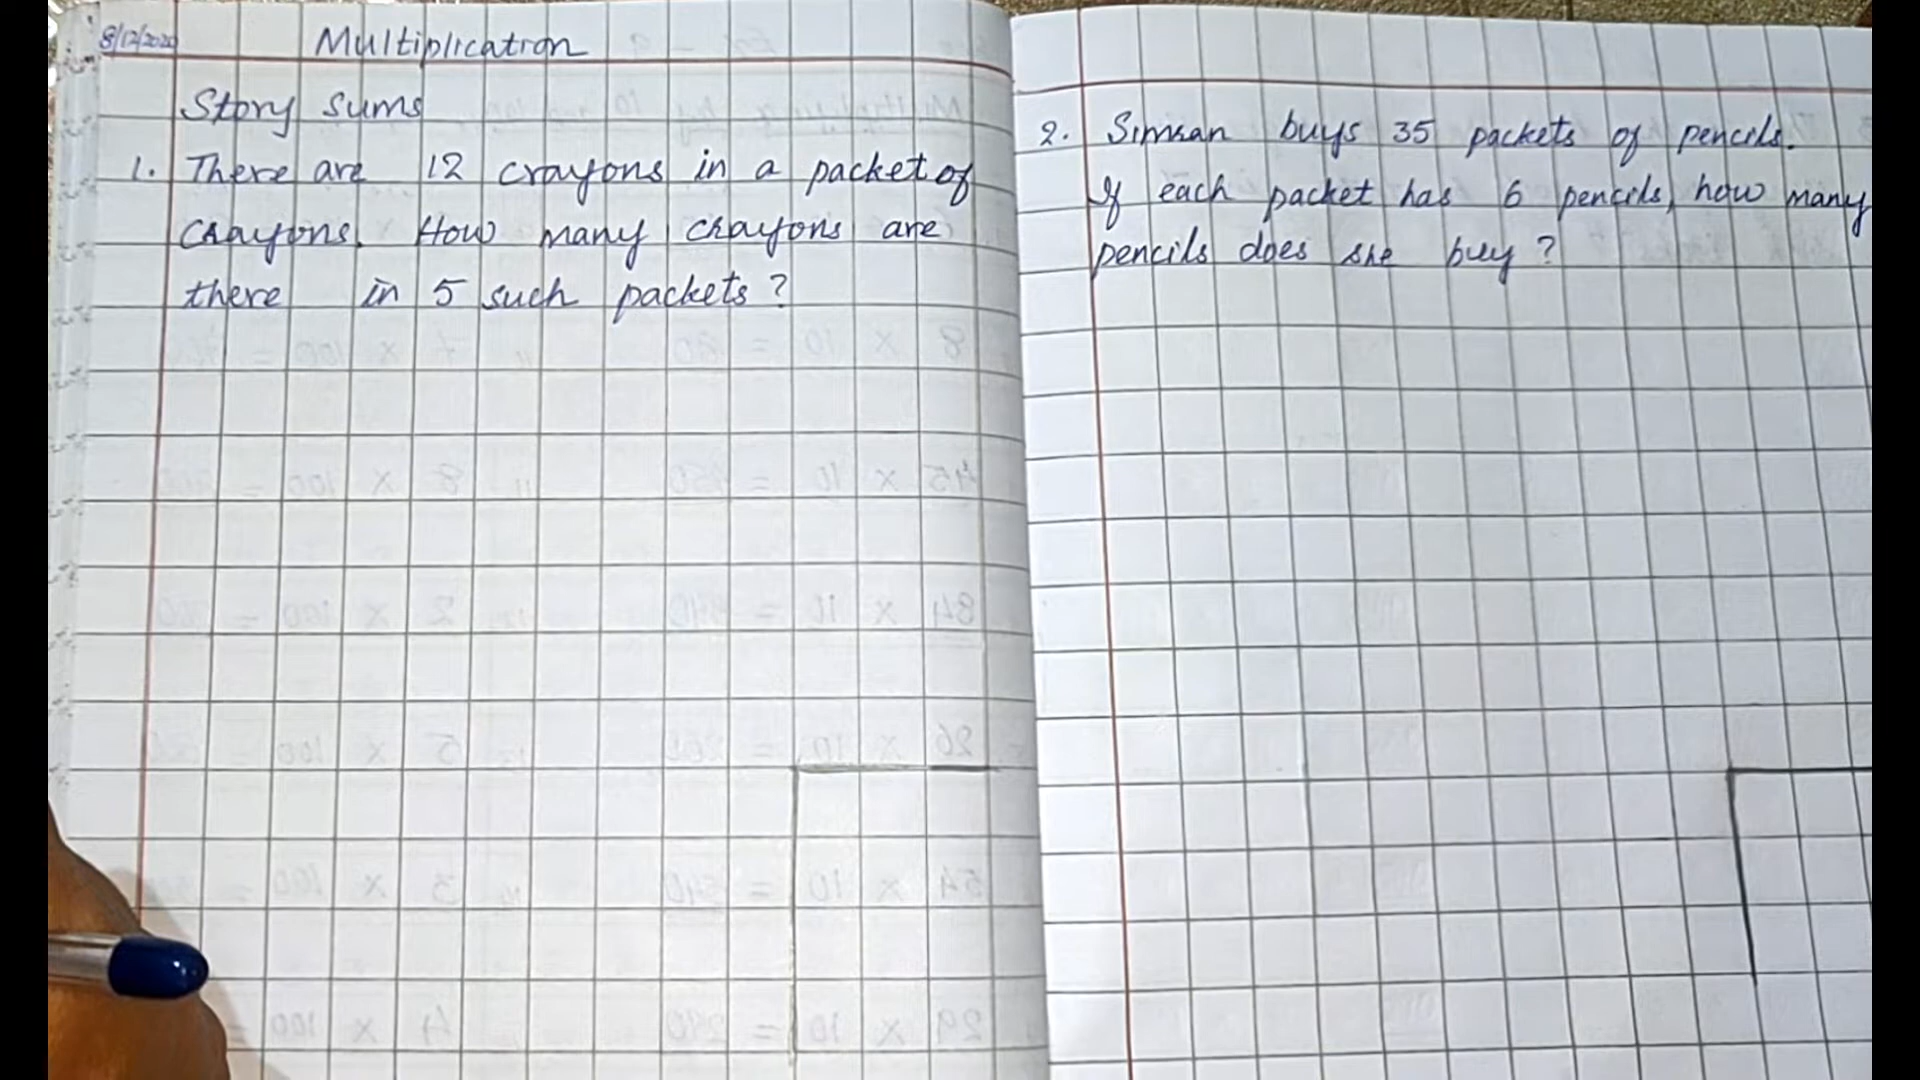 8/12/2020
Multiplication
Story sums
1. There are 12 crayons in a packet of
crayons. How many crayons are
there in 5 such packets?
2. Simran buys 35 packets of pencils.
If each packet has 6 pencils, how many
pencils does she buy?